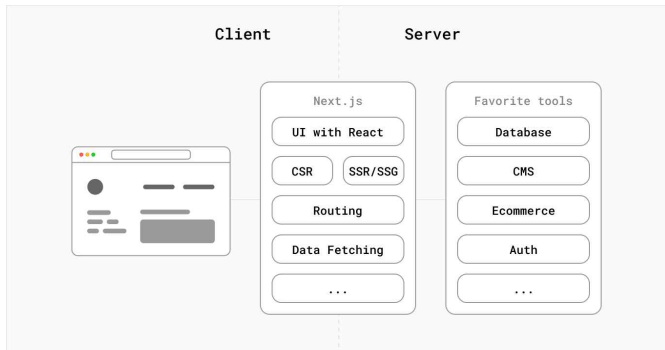 Client
Server
Next.js
UI with React
CSR
SSR/SSG
Routing
Data Fetching
...
Favorite tools
Database
CMS
Ecommerce
Auth
...